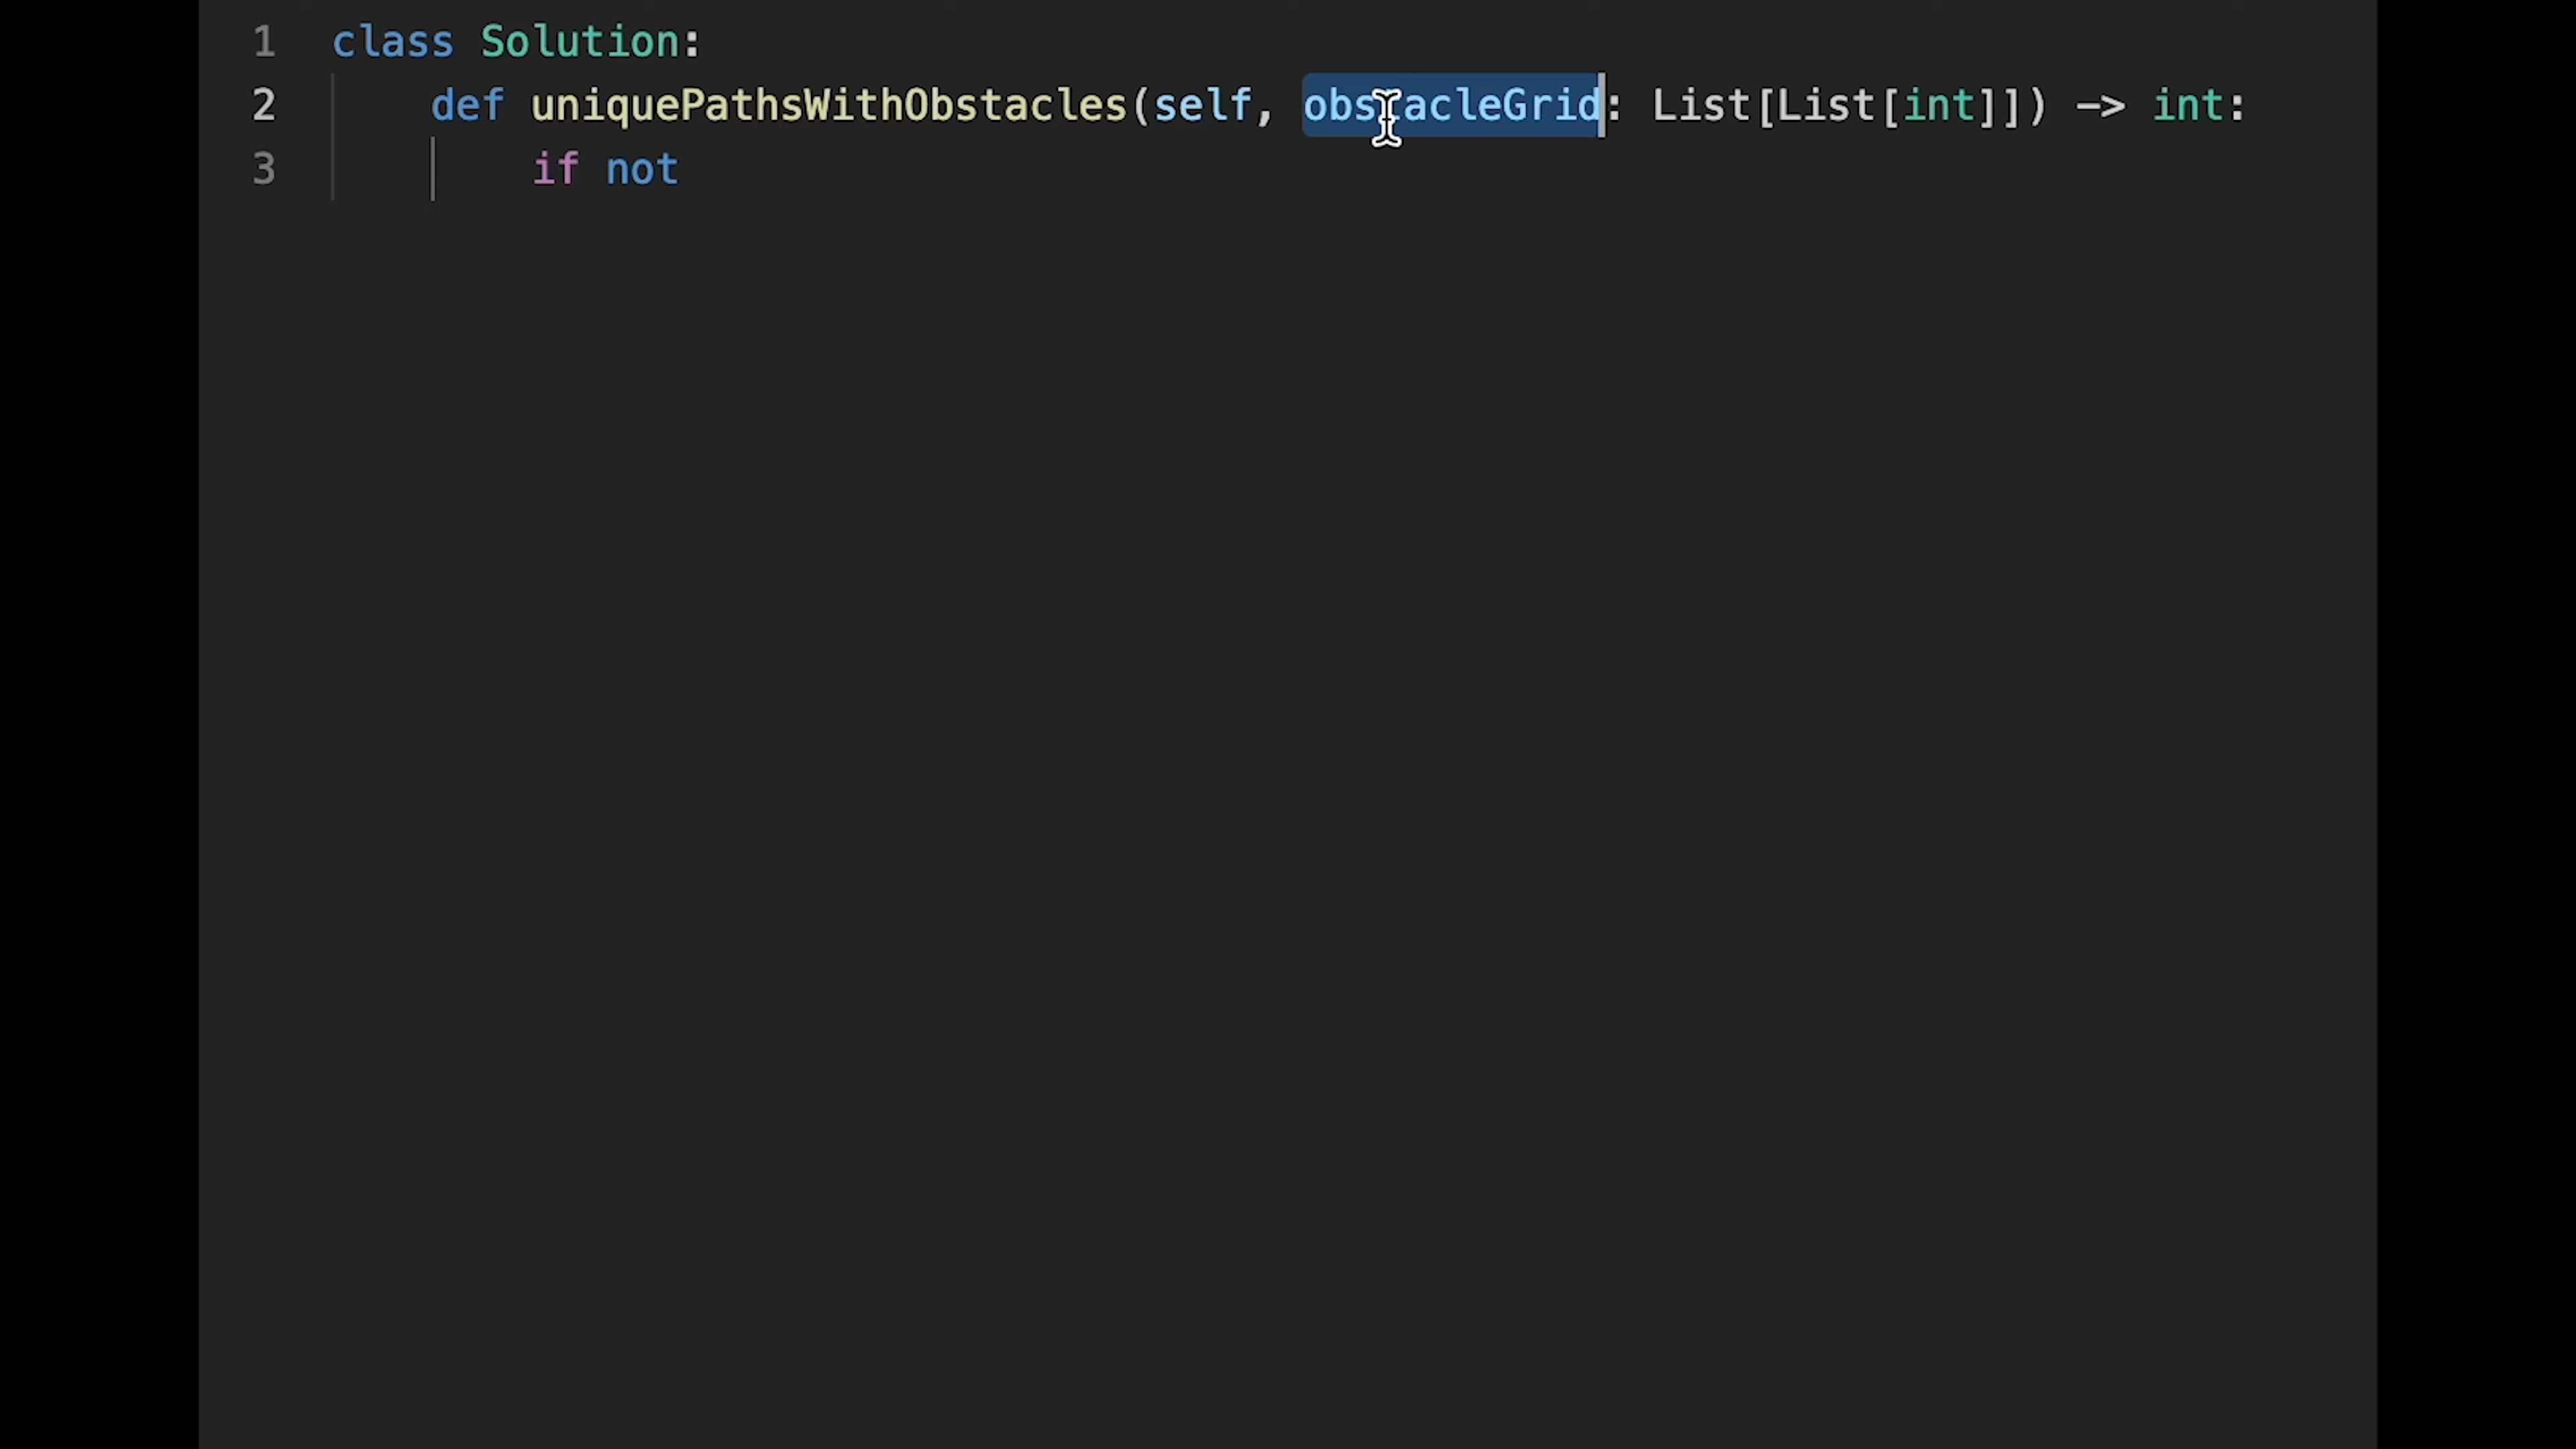 1 class Solution:
2 def uniquePathsWithObstacles(self, obstacleGrid: List[List[int]]) -> int:
3 if not